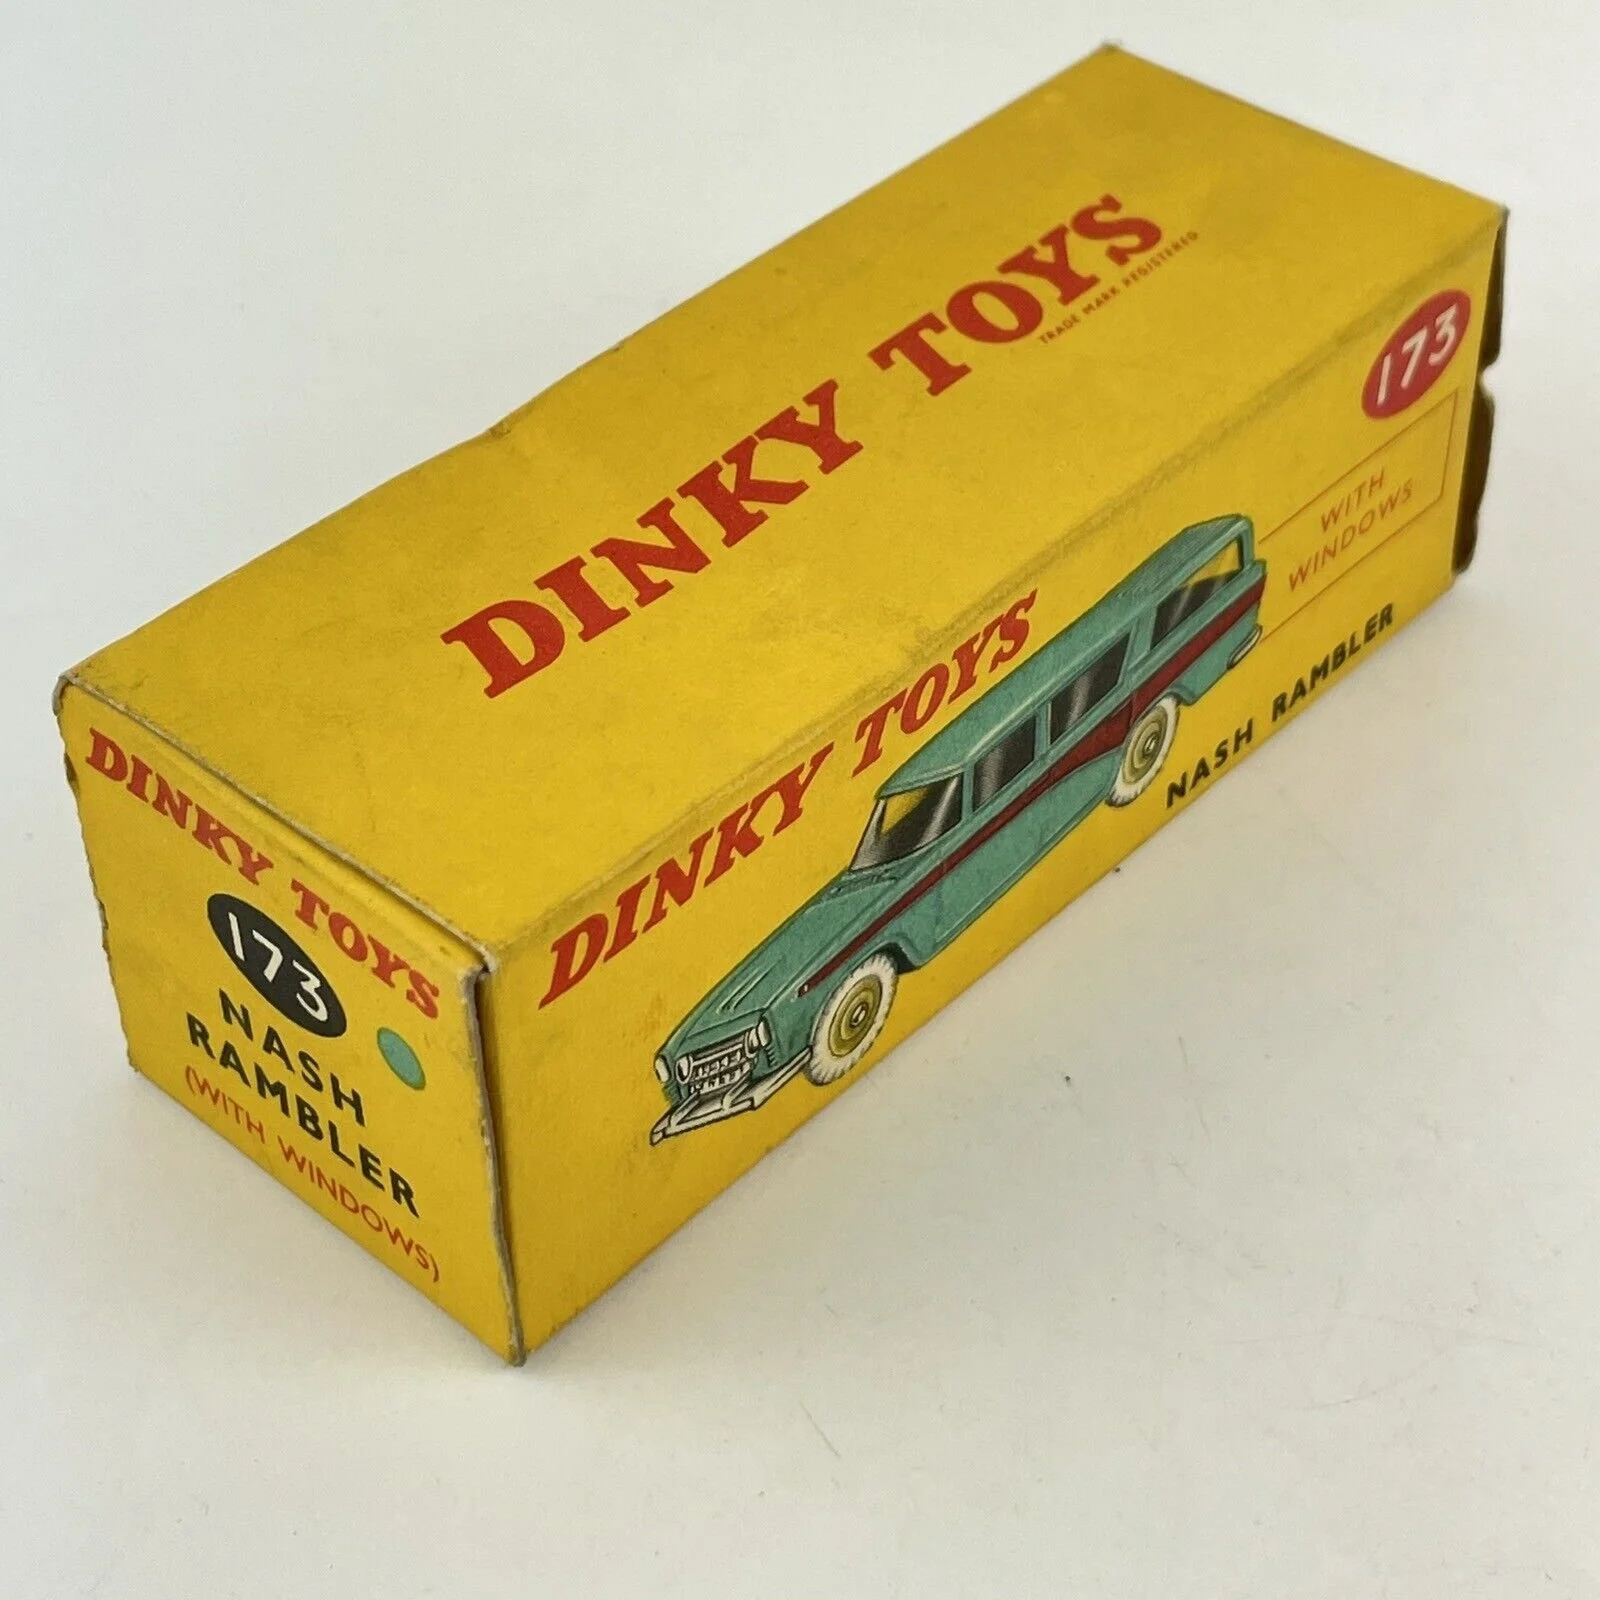 DINKY TOYS
TRADE MARK REGISTERED
173
WITH
WINDOWS
DINKY TOYS
NASH RAMBLER
DINKY TOYS
173
NASH
RAMBLER
(WITH WINDOWS)